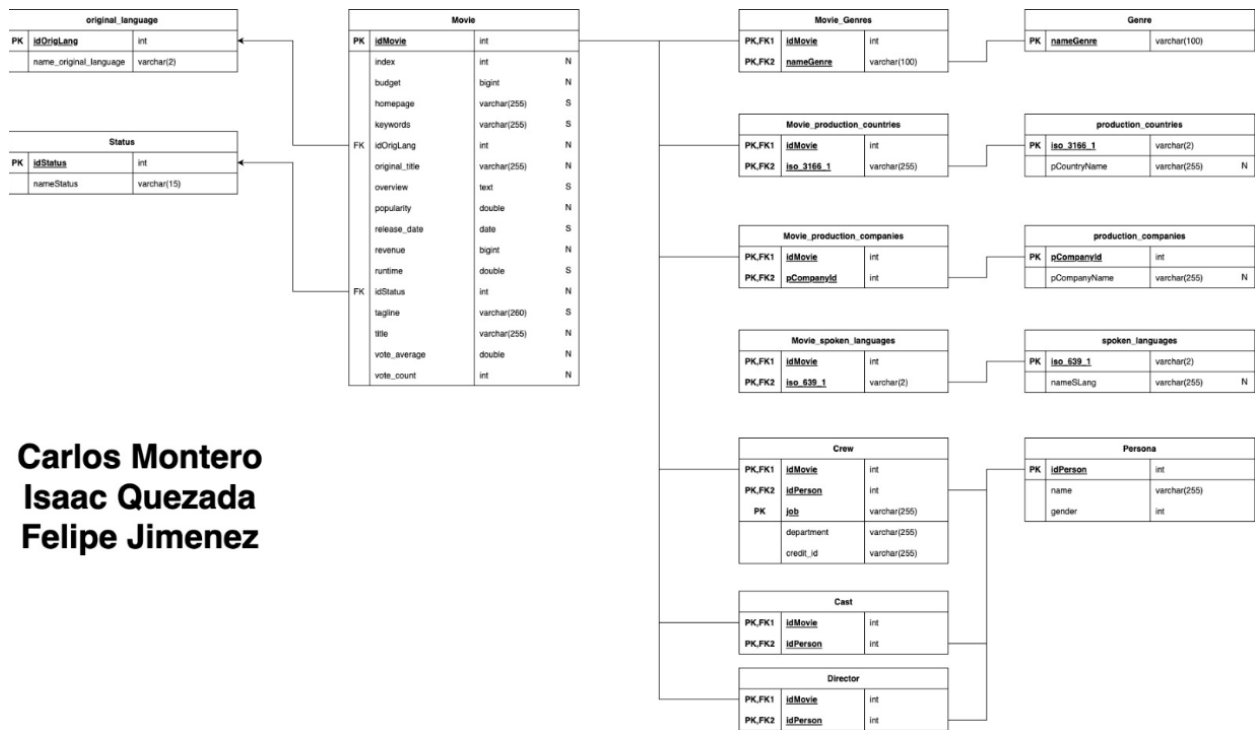 original_language
PK idOrigLang int
name_original_language varchar(2)
Status
PK idStatus int
nameStatus varchar(15)
Movie
PK idMovie int
index int N
budget bigint N
homepage varchar(255) S
keywords varchar(255) S
FK idOrigLang int N
original_title varchar(255) N
overview text S
popularity double N
release_date date S
revenue bigint N
runtime double S
FK idStatus int N
tagline varchar(260) S
title varchar(255) N
vote_average double N
vote_count int N
Movie_Genres
PK,FK1 idMovie int
PK,FK2 nameGenre varchar(100)
Genre
PK nameGenre varchar(100)
Movie_production_countries
PK,FK1 idMovie int
PK,FK2 iso_3166_1 varchar(255)
production_countries
PK iso_3166_1 varchar(2)
pCountryName varchar(255) N
Movie_production_companies
PK,FK1 idMovie int
PK,FK2 pCompanyId int
production_companies
PK pCompanyId int
pCompanyName varchar(255) N
Movie_spoken_languages
PK,FK1 idMovie int
PK,FK2 iso_639_1 varchar(2)
spoken_languages
PK iso_639_1 varchar(2)
nameSLang varchar(255) N
Crew
PK,FK1 idMovie int
PK,FK2 idPerson int
PK job varchar(255)
department varchar(255)
credit_id varchar(255)
Persona
PK idPerson int
name varchar(255)
gender int
Cast
PK,FK1 idMovie int
PK,FK2 idPerson int
Director
PK,FK1 idMovie int
PK,FK2 idPerson int
Carlos Montero
Isaac Quezada
Felipe Jimenez